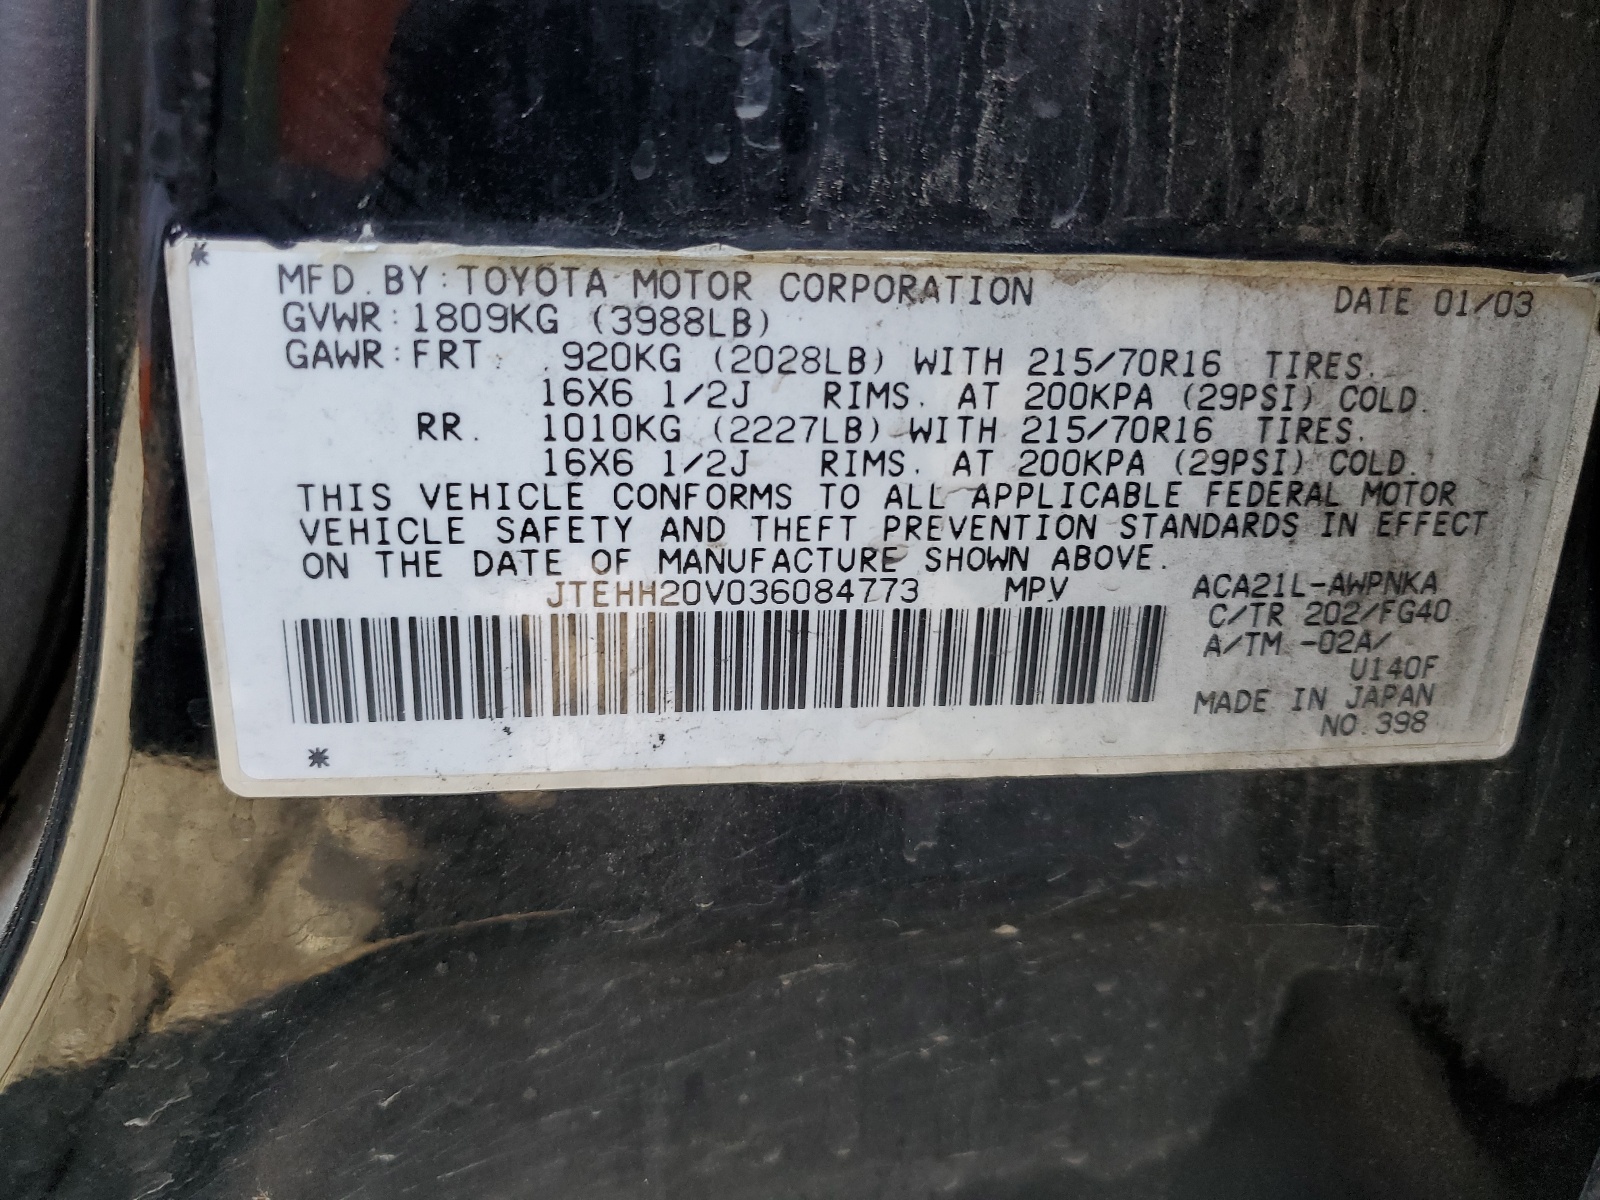 MFD. BY: TOYOTA MOTOR CORPORATION DATE 01/03
GVWR: 1809KG (3988LB)
GAWR: FRT. 920KG (2028LB) WITH 215/70R16 TIRES.
16X6 1/2J RIMS. AT 200KPA (29PSI) COLD.
RR. 1010KG (2227LB) WITH 215/70R16 TIRES.
16X6 1/2J RIMS. AT 200KPA (29PSI) COLD.
THIS VEHICLE CONFORMS TO ALL APPLICABLE FEDERAL MOTOR
VEHICLE SAFETY AND THEFT PREVENTION STANDARDS IN EFFECT
ON THE DATE OF MANUFACTURE SHOWN ABOVE.
JTEHH20V036084773 MPV ACA21L-AWPNKA
C/TR 202/FG40
A/TM -02A/
U140F
MADE IN JAPAN
NO.398